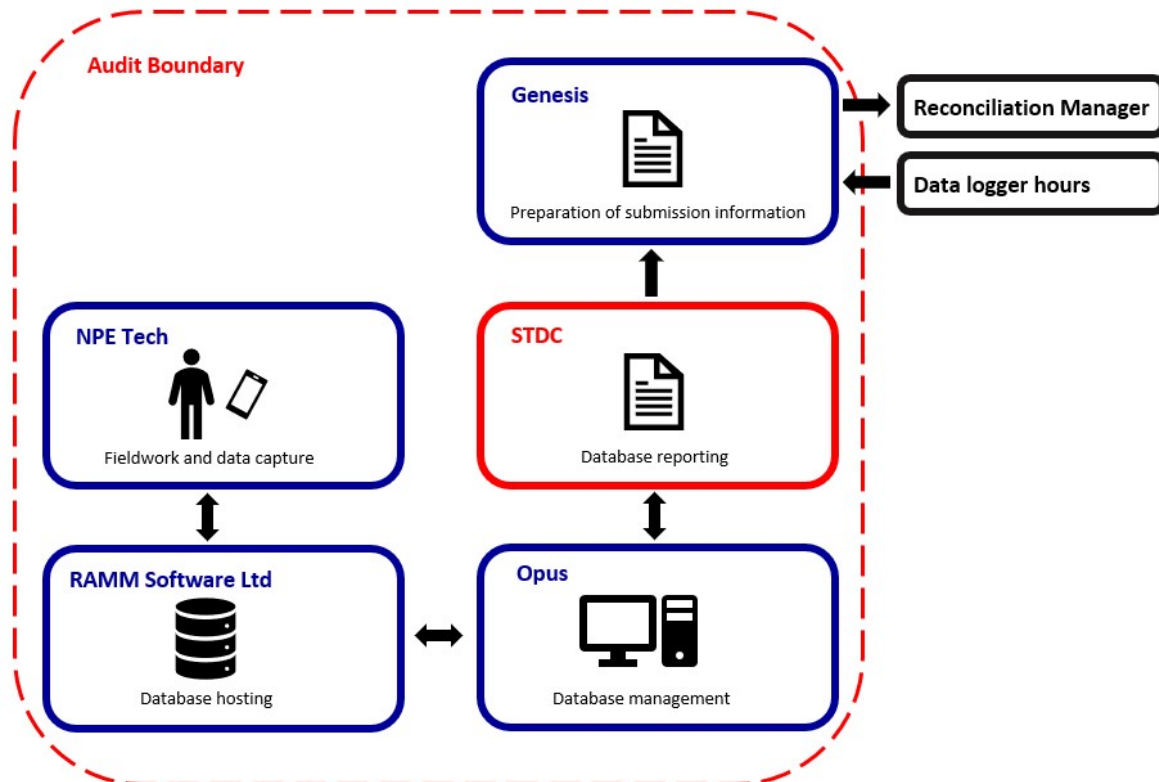 Audit Boundary
Genesis
Preparation of submission information
Reconciliation Manager
Data logger hours
NPE Tech
Fieldwork and data capture
STDC
Database reporting
RAMM Software Ltd
Database hosting
Opus
Database management